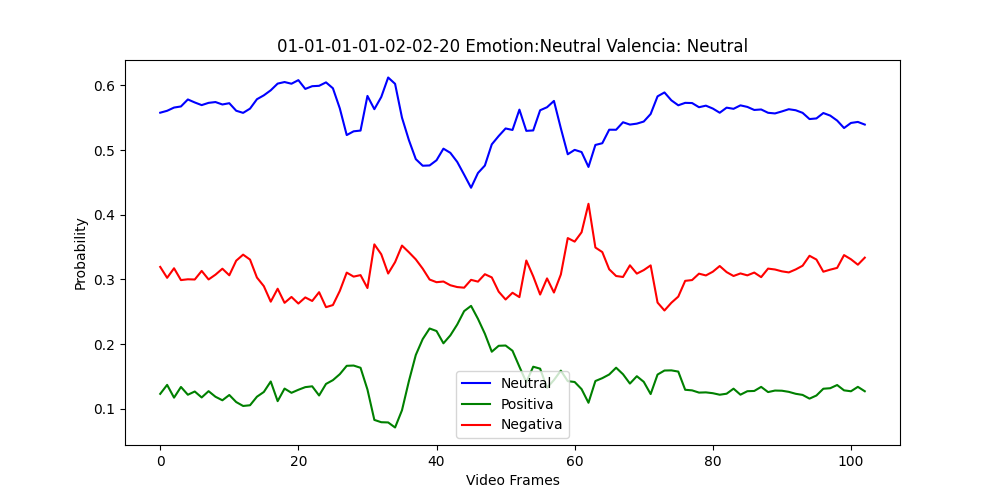 01-01-01-01-02-02-20 Emotion:Neutral Valencia: Neutral
Probability
0.6
0.5
0.4
0.3
0.2
0.1
Neutral
Positiva
Negativa
0 20 40 60 80 100
Video Frames